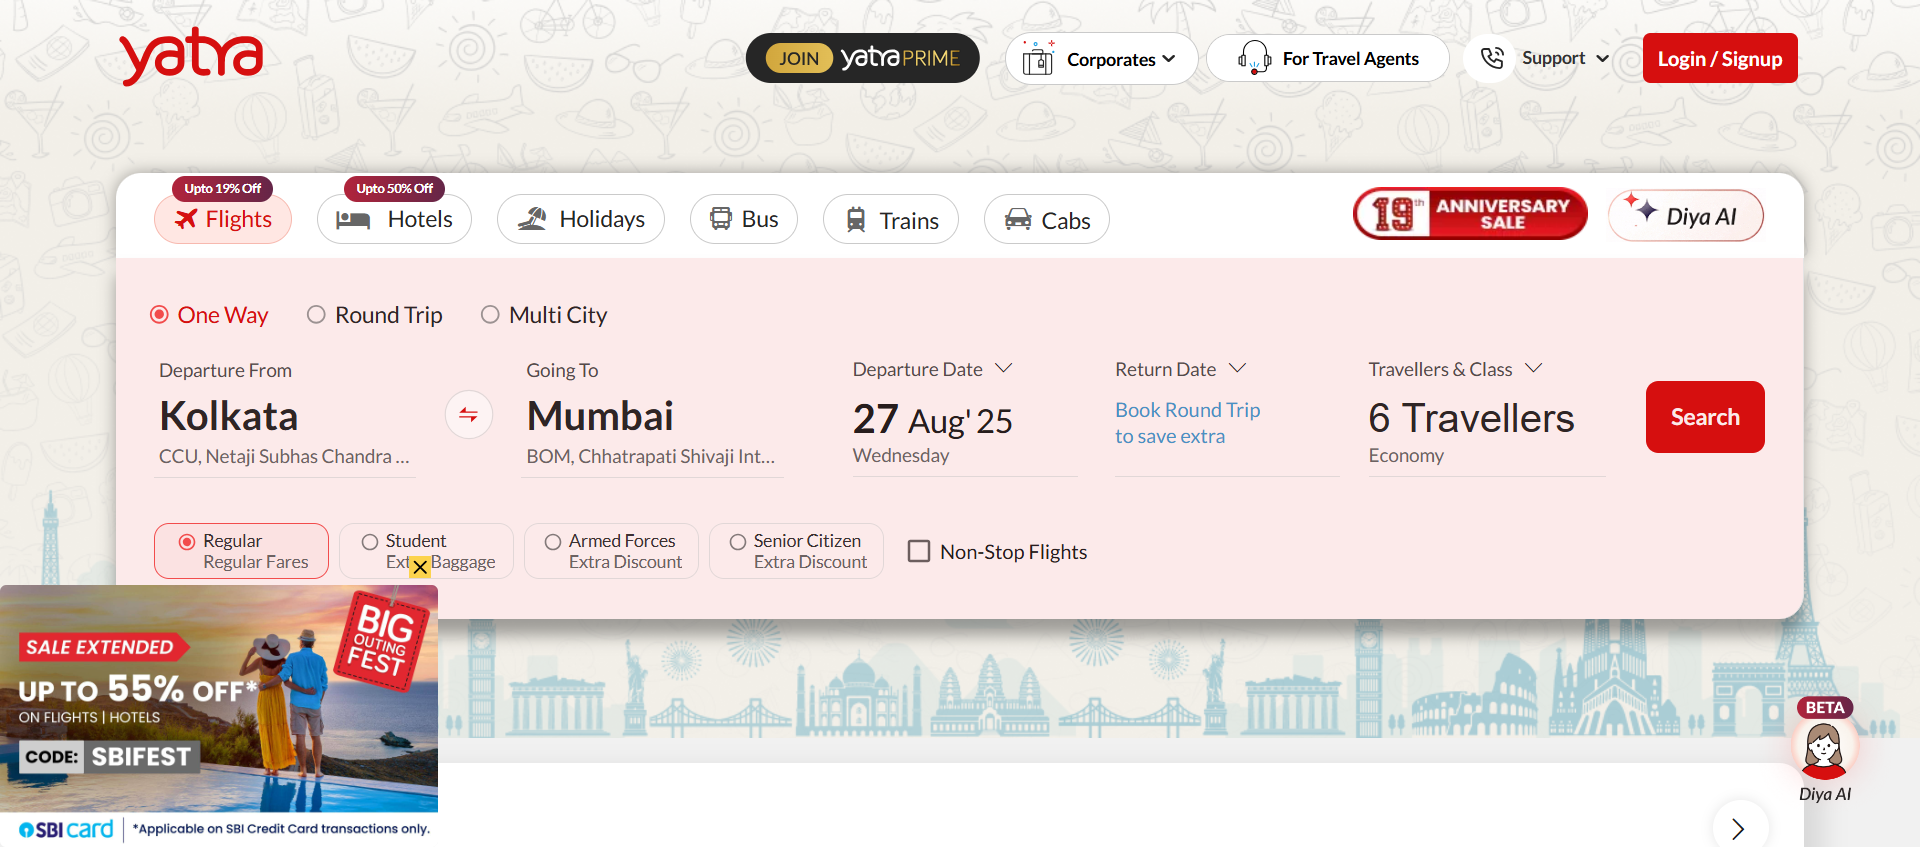 yatra
JOIN yatra PRIME
Corporates
For Travel Agents
Support
Login / Signup
Upto 19% Off
Upto 50% Off
Flights
Hotels
Holidays
Bus
Trains
Cabs
19th ANNIVERSARY SALE
Diya AI
One Way
Round Trip
Multi City
Departure From
Kolkata
CCU, Netaji Subhas Chandra ...
Going To
Mumbai
BOM, Chhatrapati Shivaji Int...
Departure Date
27 Aug' 25
Wednesday
Return Date
Book Round Trip
to save extra
Travellers & Class
6 Travellers
Economy
Search
Regular
Regular Fares
Student
Baggage
Armed Forces
Extra Discount
Senior Citizen
Extra Discount
Non-Stop Flights
SALE EXTENDED
UP TO 55% OFF*
ON FLIGHTS | HOTELS
CODE: SBIFEST
BIG
OUTING
FEST
SBI card
*Applicable on SBI Credit Card transactions only.
BETA
Diya AI